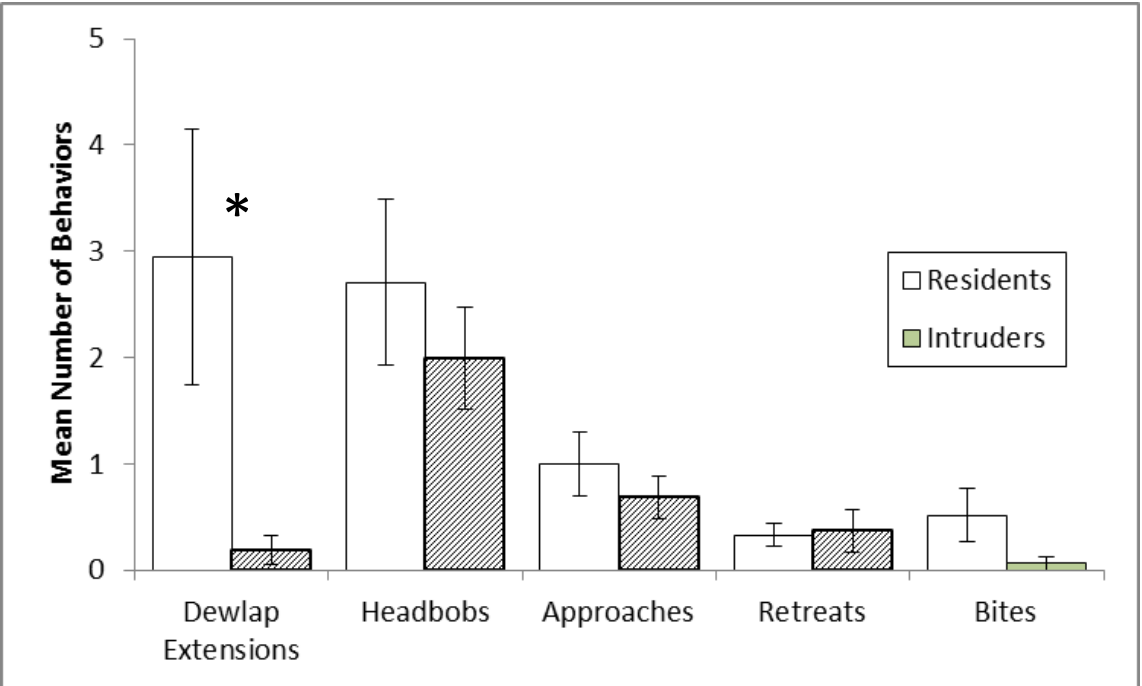 Mean Number of Behaviors
5
4
3
2
1
0
*
Residents
Intruders
Dewlap
Extensions
Headbobs
Approaches
Retreats
Bites